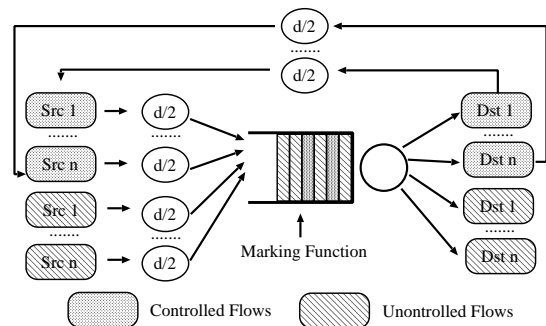 d/2
d/2
Src 1
d/2
Dst 1
Src n
d/2
Dst n
Src 1
d/2
Dst 1
Src n
d/2
Dst n
Marking Function
Controlled Flows
Unontrolled Flows